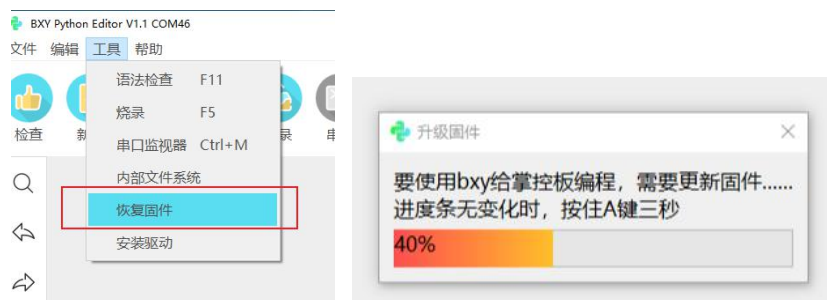 BXY Python Editor V1.1 COM46
文件 编辑 工具 帮助
语法检查 F11
烧录 F5
串口监视器 Ctrl+M
内部文件系统
恢复固件
安装驱动
检查 新 录 串
升级固件
要使用bxy给掌控板编程，需要更新固件......
进度条无变化时，按住A键三秒
40%